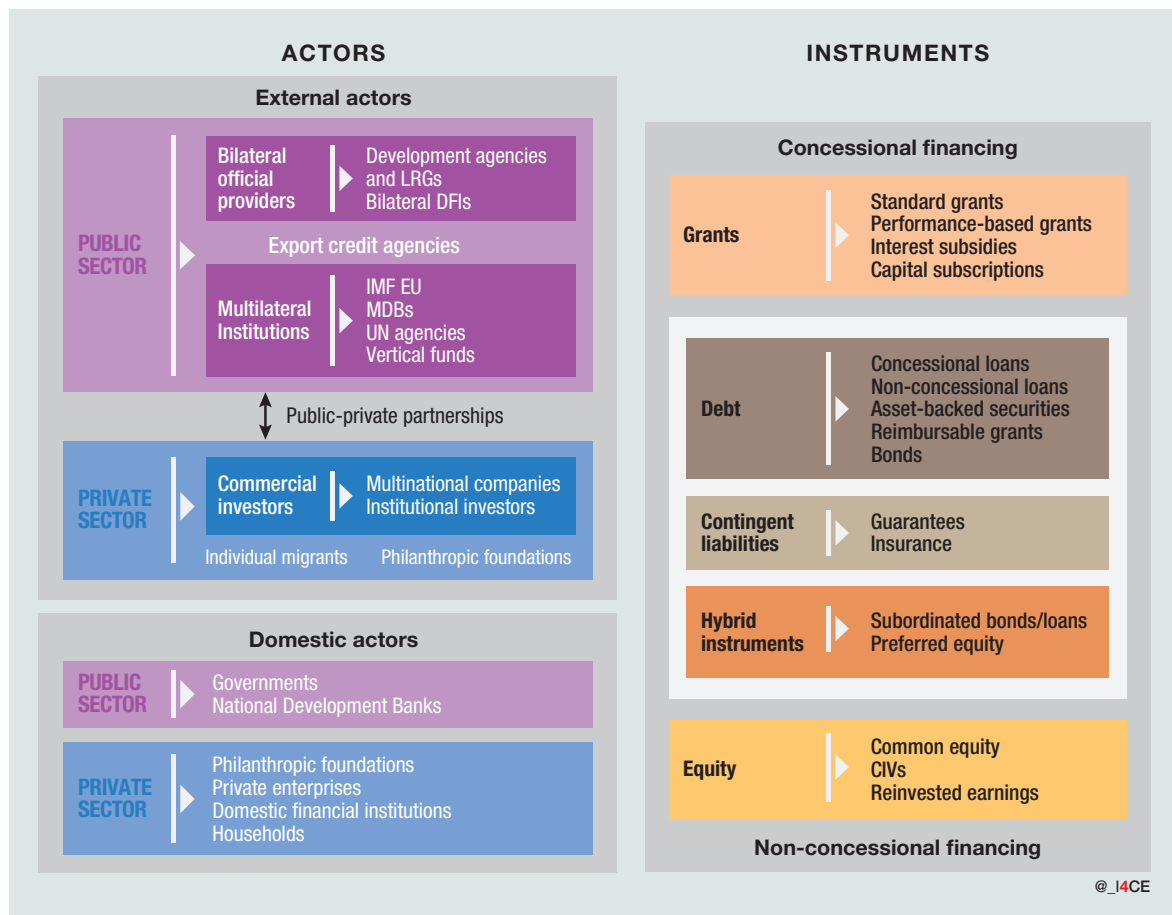 ACTORS
External actors
PUBLIC
SECTOR
Bilateral
official
providers
Development agencies
and LRGs
Bilateral DFIs
Export credit agencies
Multilateral
Institutions
IMF EU
MDBs
UN agencies
Vertical funds
Public-private partnerships
PRIVATE
SECTOR
Commercial
investors
Multinational companies
Institutional investors
Individual migrants
Philanthropic foundations
Domestic actors
PUBLIC
SECTOR
Governments
National Development Banks
PRIVATE
SECTOR
Philanthropic foundations
Private enterprises
Domestic financial institutions
Households
INSTRUMENTS
Concessional financing
Grants
Standard grants
Performance-based grants
Interest subsidies
Capital subscriptions
Debt
Concessional loans
Non-concessional loans
Asset-backed securities
Reimbursable grants
Bonds
Contingent
liabilities
Guarantees
Insurance
Hybrid
instruments
Subordinated bonds/loans
Preferred equity
Equity
Common equity
CIVs
Reinvested earnings
Non-concessional financing
@_I4CE